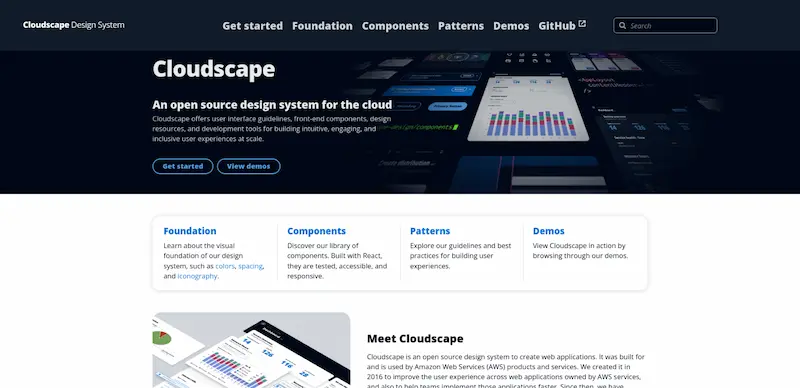 Cloudscape Design System
Get started Foundation Components Patterns Demos GitHub
Search
Cloudscape
An open source design system for the cloud
Cloudscape offers user interface guidelines, front-end components, design
resources, and development tools for building intuitive, engaging, and
inclusive user experiences at scale.
Get started View demos
Foundation
Learn about the visual
foundation of our design
system, such as colors, spacing,
and iconography.
Components
Discover our library of
components. Built with React,
they are tested, accessible, and
responsive.
Patterns
Explore our guidelines and best
practices for building user
experiences.
Demos
View Cloudscape in action by
browsing through our demos.
Meet Cloudscape
Cloudscape is an open source design system to create web applications. It was built for
and is used by Amazon Web Services (AWS) products and services. We created it in
2016 to improve the user experience across web applications owned by AWS services,
and also to help teams implement those applications faster. Since then, we have